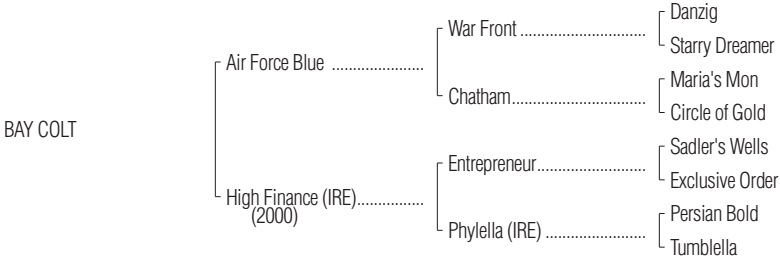 Danzig
War Front ..............................
Starry Dreamer
Air Force Blue ......................
Maria's Mon
Chatham................................
Circle of Gold
BAY COLT
Sadler's Wells
Entrepreneur..........................
Exclusive Order
High Finance (IRE)................
(2000)
Persian Bold
Phylella (IRE) ........................
Tumblella